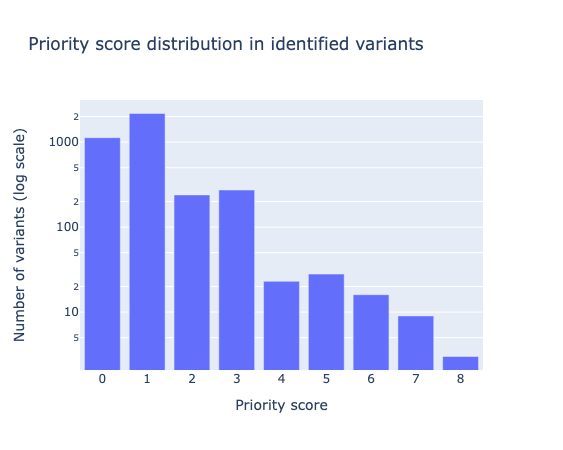 Priority score distribution in identified variants
2
1000
5
2
100
5
2
10
5
Number of variants (log scale)
0 1 2 3 4 5 6 7 8
Priority score